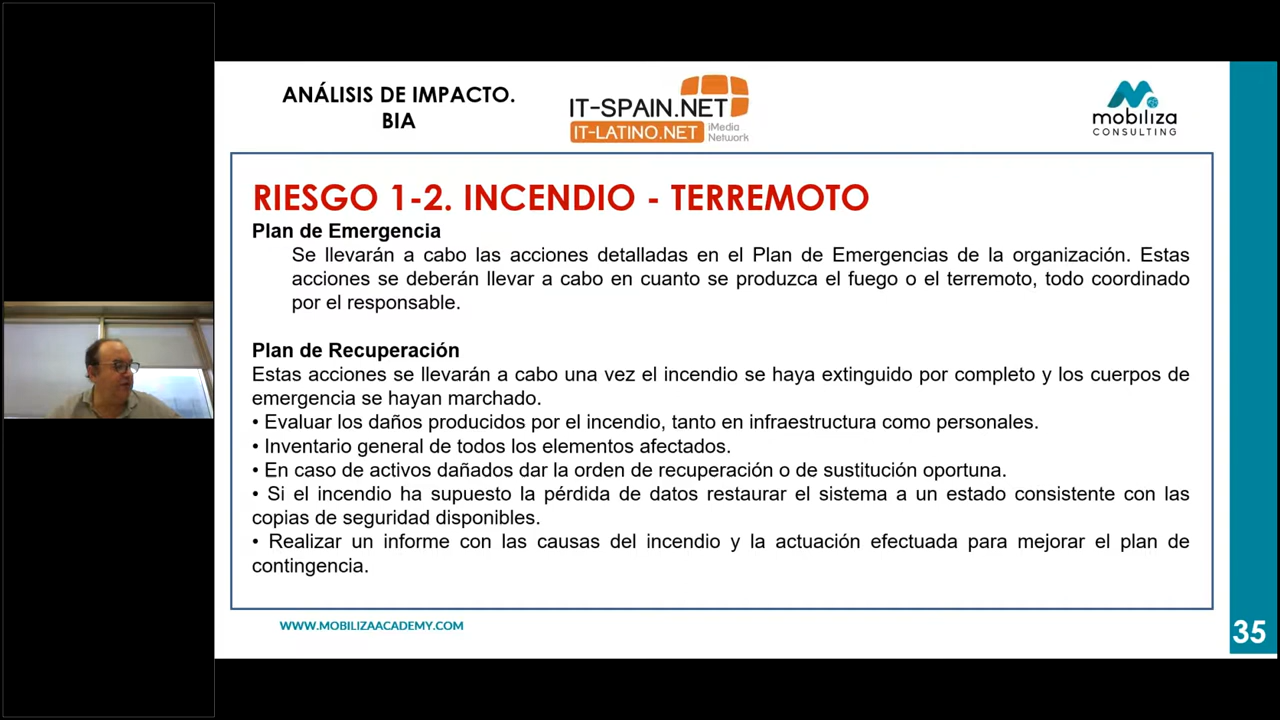 ANÁLISIS DE IMPACTO.
BIA
IT-SPAIN.NET
IT-LATINO.NET
iMedia
Network
mobiliza
CONSULTING
RIESGO 1-2. INCENDIO - TERREMOTO
Plan de Emergencia
Se llevarán a cabo las acciones detalladas en el Plan de Emergencias de la organización. Estas
acciones se deberán llevar a cabo en cuanto se produzca el fuego o el terremoto, todo coordinado
por el responsable.
Plan de Recuperación
Estas acciones se llevarán a cabo una vez el incendio se haya extinguido por completo y los cuerpos de
emergencia se hayan marchado.
• Evaluar los daños producidos por el incendio, tanto en infraestructura como personales.
• Inventario general de todos los elementos afectados.
• En caso de activos dañados dar la orden de recuperación o de sustitución oportuna.
• Si el incendio ha supuesto la pérdida de datos restaurar el sistema a un estado consistente con las
copias de seguridad disponibles.
• Realizar un informe con las causas del incendio y la actuación efectuada para mejorar el plan de
contingencia.
WWW.MOBILIZAACADEMY.COM
35